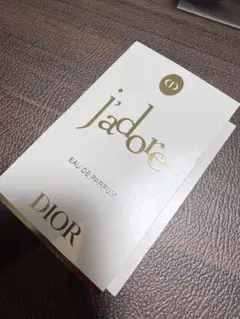 CD
j'adore
EAU DE PARFUM
DIOR